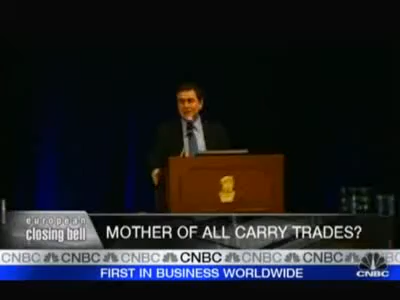 european
closing bell
MOTHER OF ALL CARRY TRADES?
CNBC CNBC CNBC CNBC CNBC CNBC CNBC
FIRST IN BUSINESS WORLDWIDE
CNBC